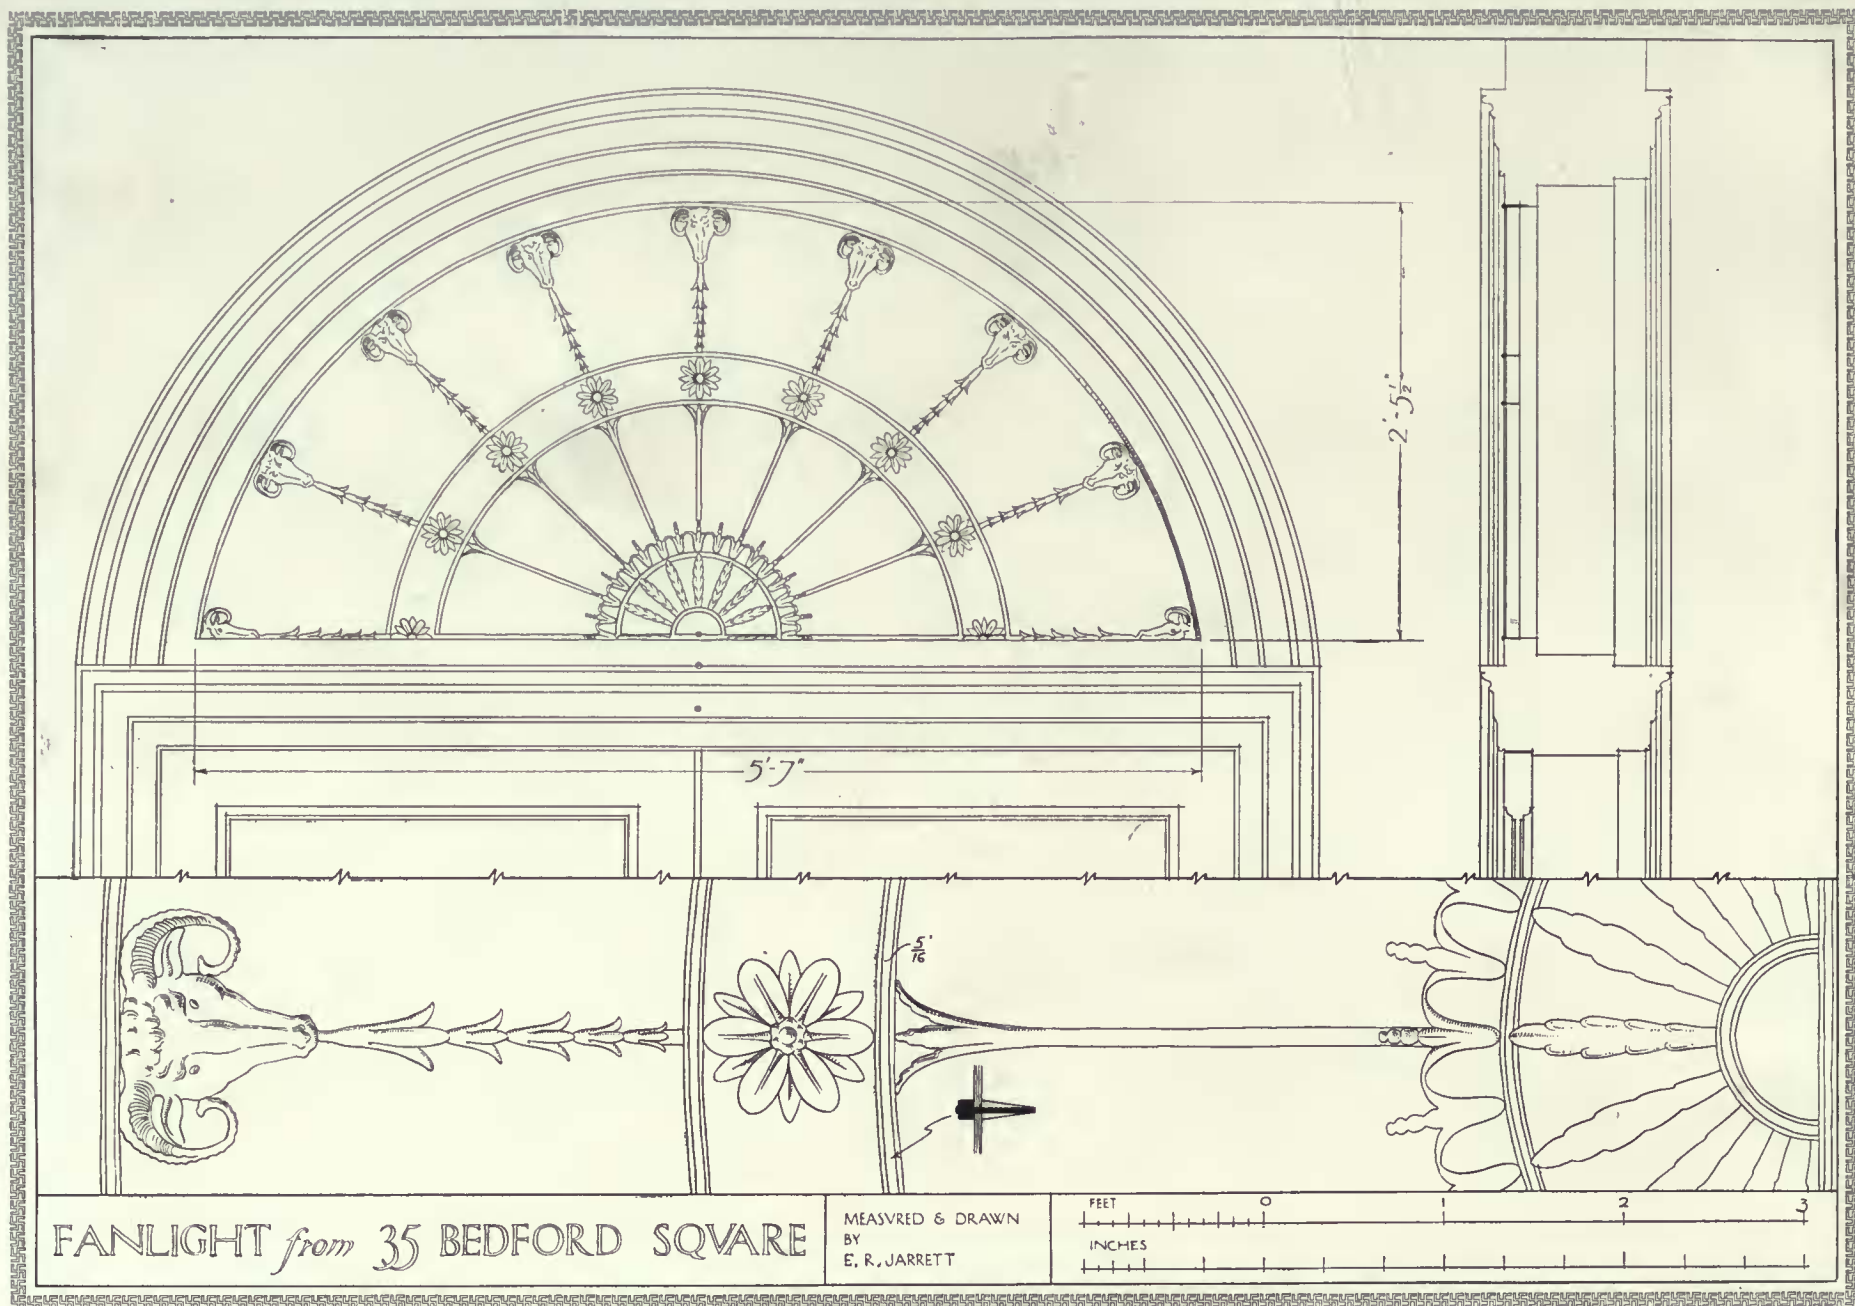 2'-5½"
5'-7"
5/16"
FANLIGHT from 35 BEDFORD SQVARE
MEASVRED & DRAWN
BY
E. R. JARRETT
FEET 0 1 2 3
INCHES